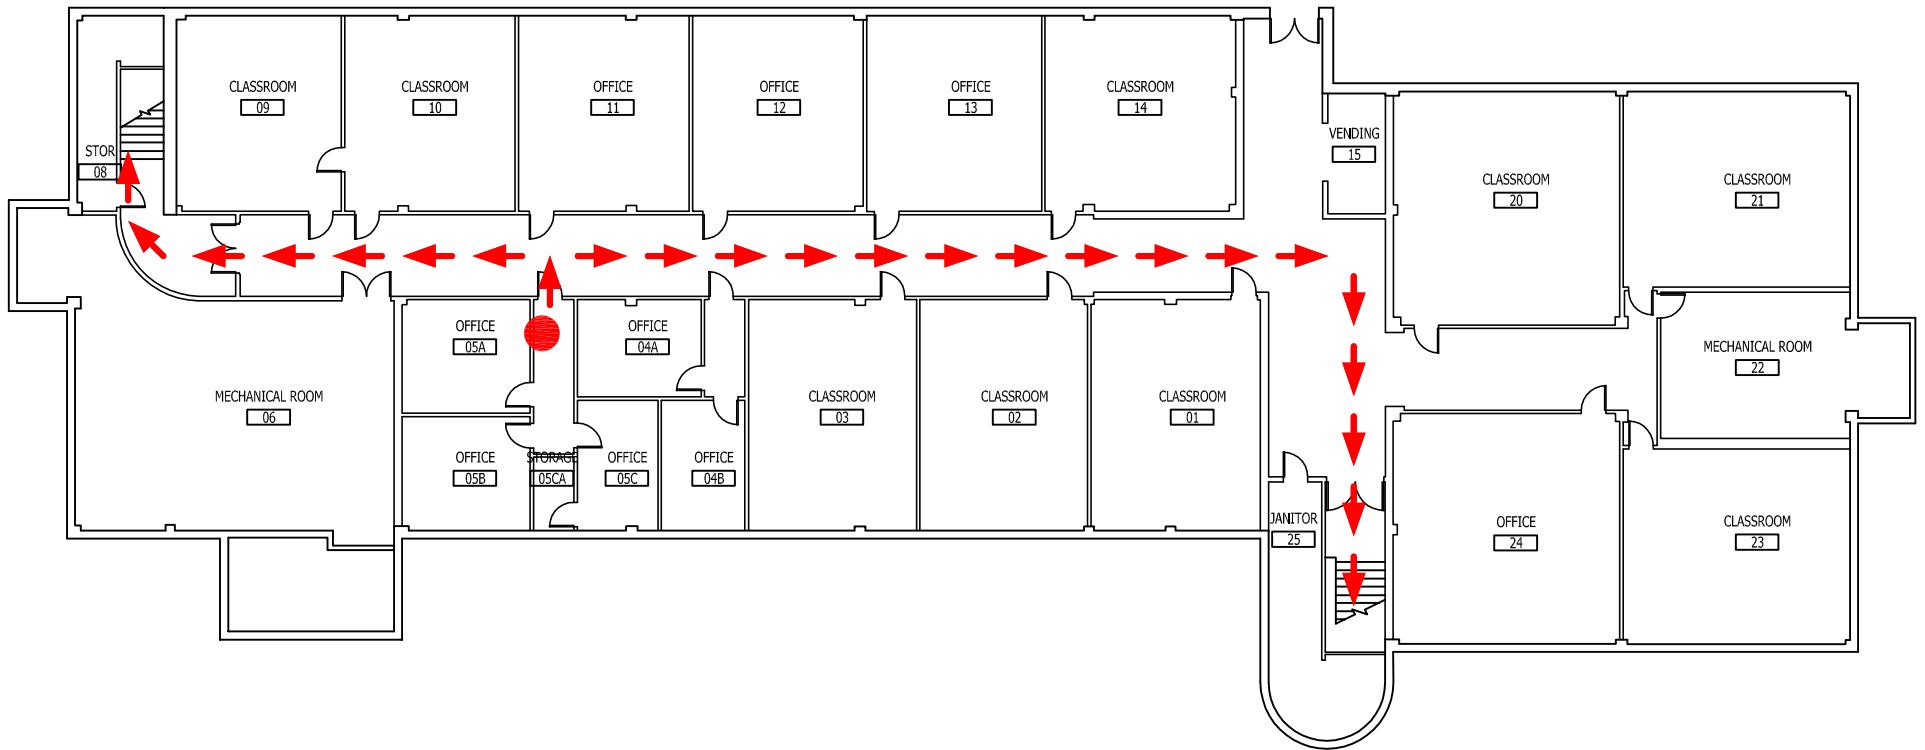 CLASSROOM
09
CLASSROOM
10
OFFICE
11
OFFICE
12
OFFICE
13
CLASSROOM
14
VENDING
15
STOR
08
CLASSROOM
20
CLASSROOM
21
OFFICE
05A
OFFICE
04A
MECHANICAL ROOM
22
MECHANICAL ROOM
06
CLASSROOM
03
CLASSROOM
02
CLASSROOM
01
OFFICE
05B
STORAGE
05CA
OFFICE
05C
OFFICE
04B
JANITOR
25
OFFICE
24
CLASSROOM
23